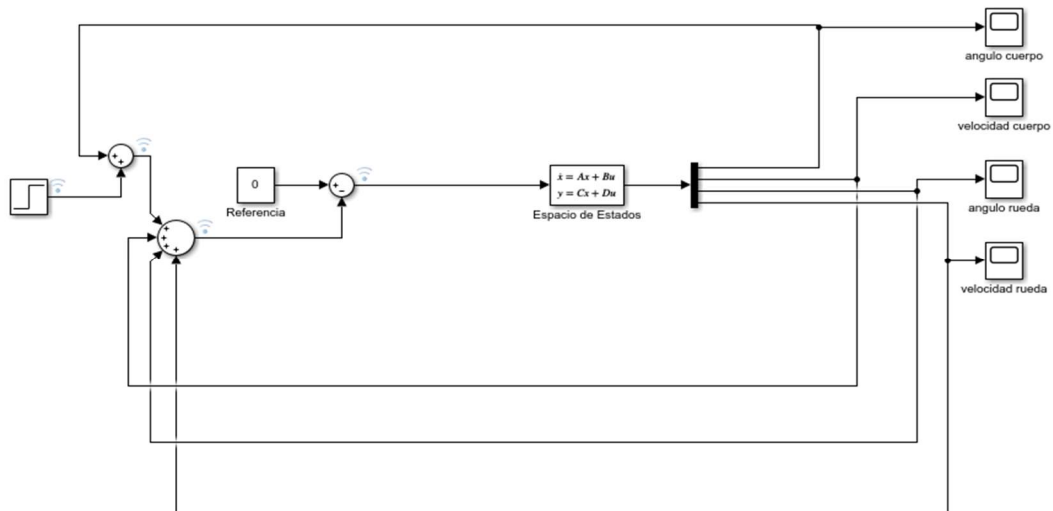 angulo cuerpo
velocidad cuerpo
0
Referencia
ẋ = Ax + Bu
y = Cx + Du
Espacio de Estados
angulo rueda
velocidad rueda